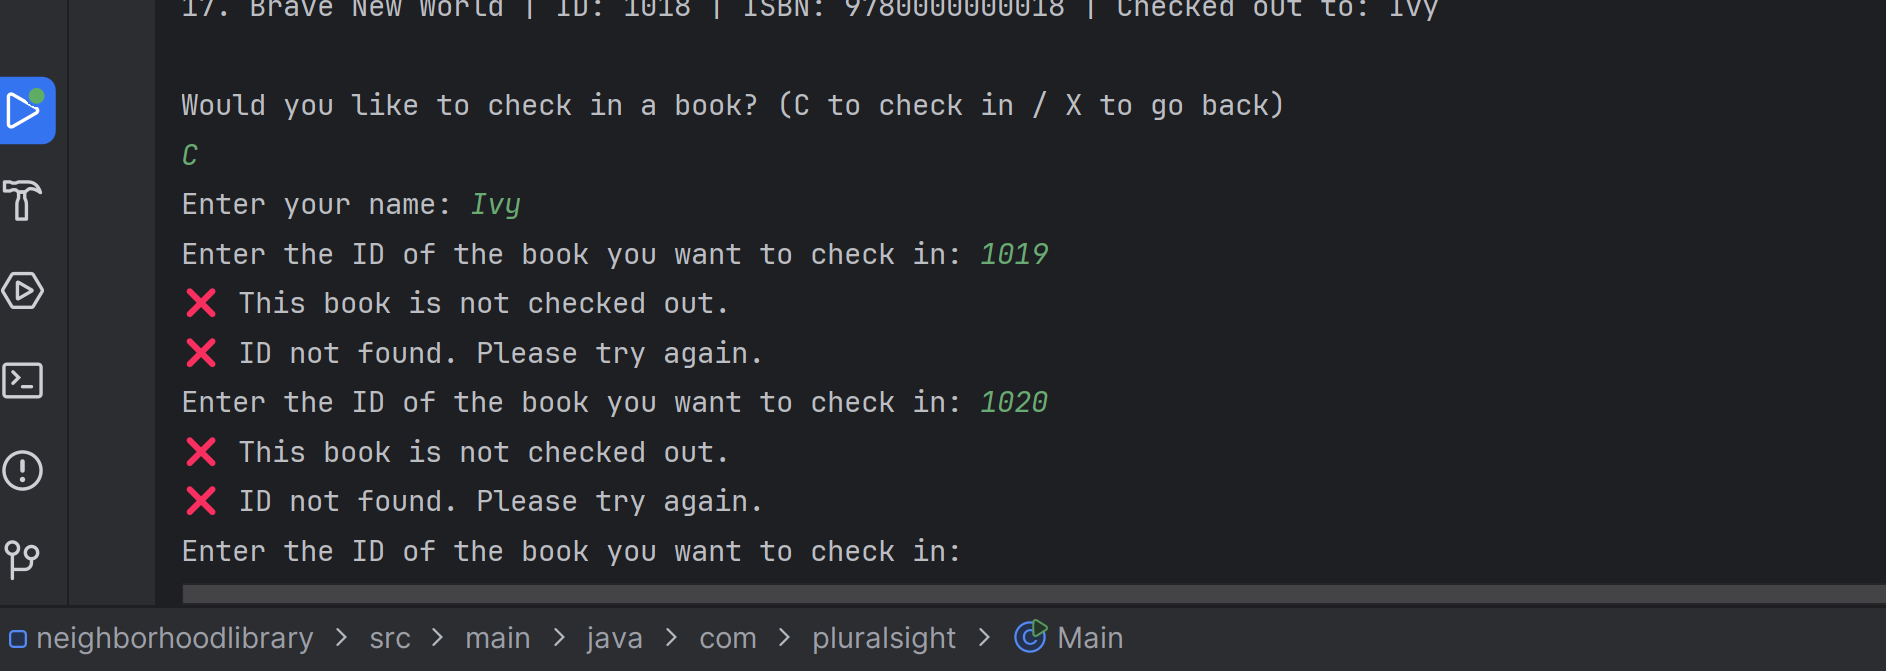 17. Brave New World | ID: 1018 | ISBN: 9780000000018 | Checked out to: Ivy
Would you like to check in a book? (C to check in / X to go back)
C
Enter your name: Ivy
Enter the ID of the book you want to check in: 1019
❌ This book is not checked out.
❌ ID not found. Please try again.
Enter the ID of the book you want to check in: 1020
❌ This book is not checked out.
❌ ID not found. Please try again.
Enter the ID of the book you want to check in:
neighborhoodlibrary > src > main > java > com > pluralsight > Main